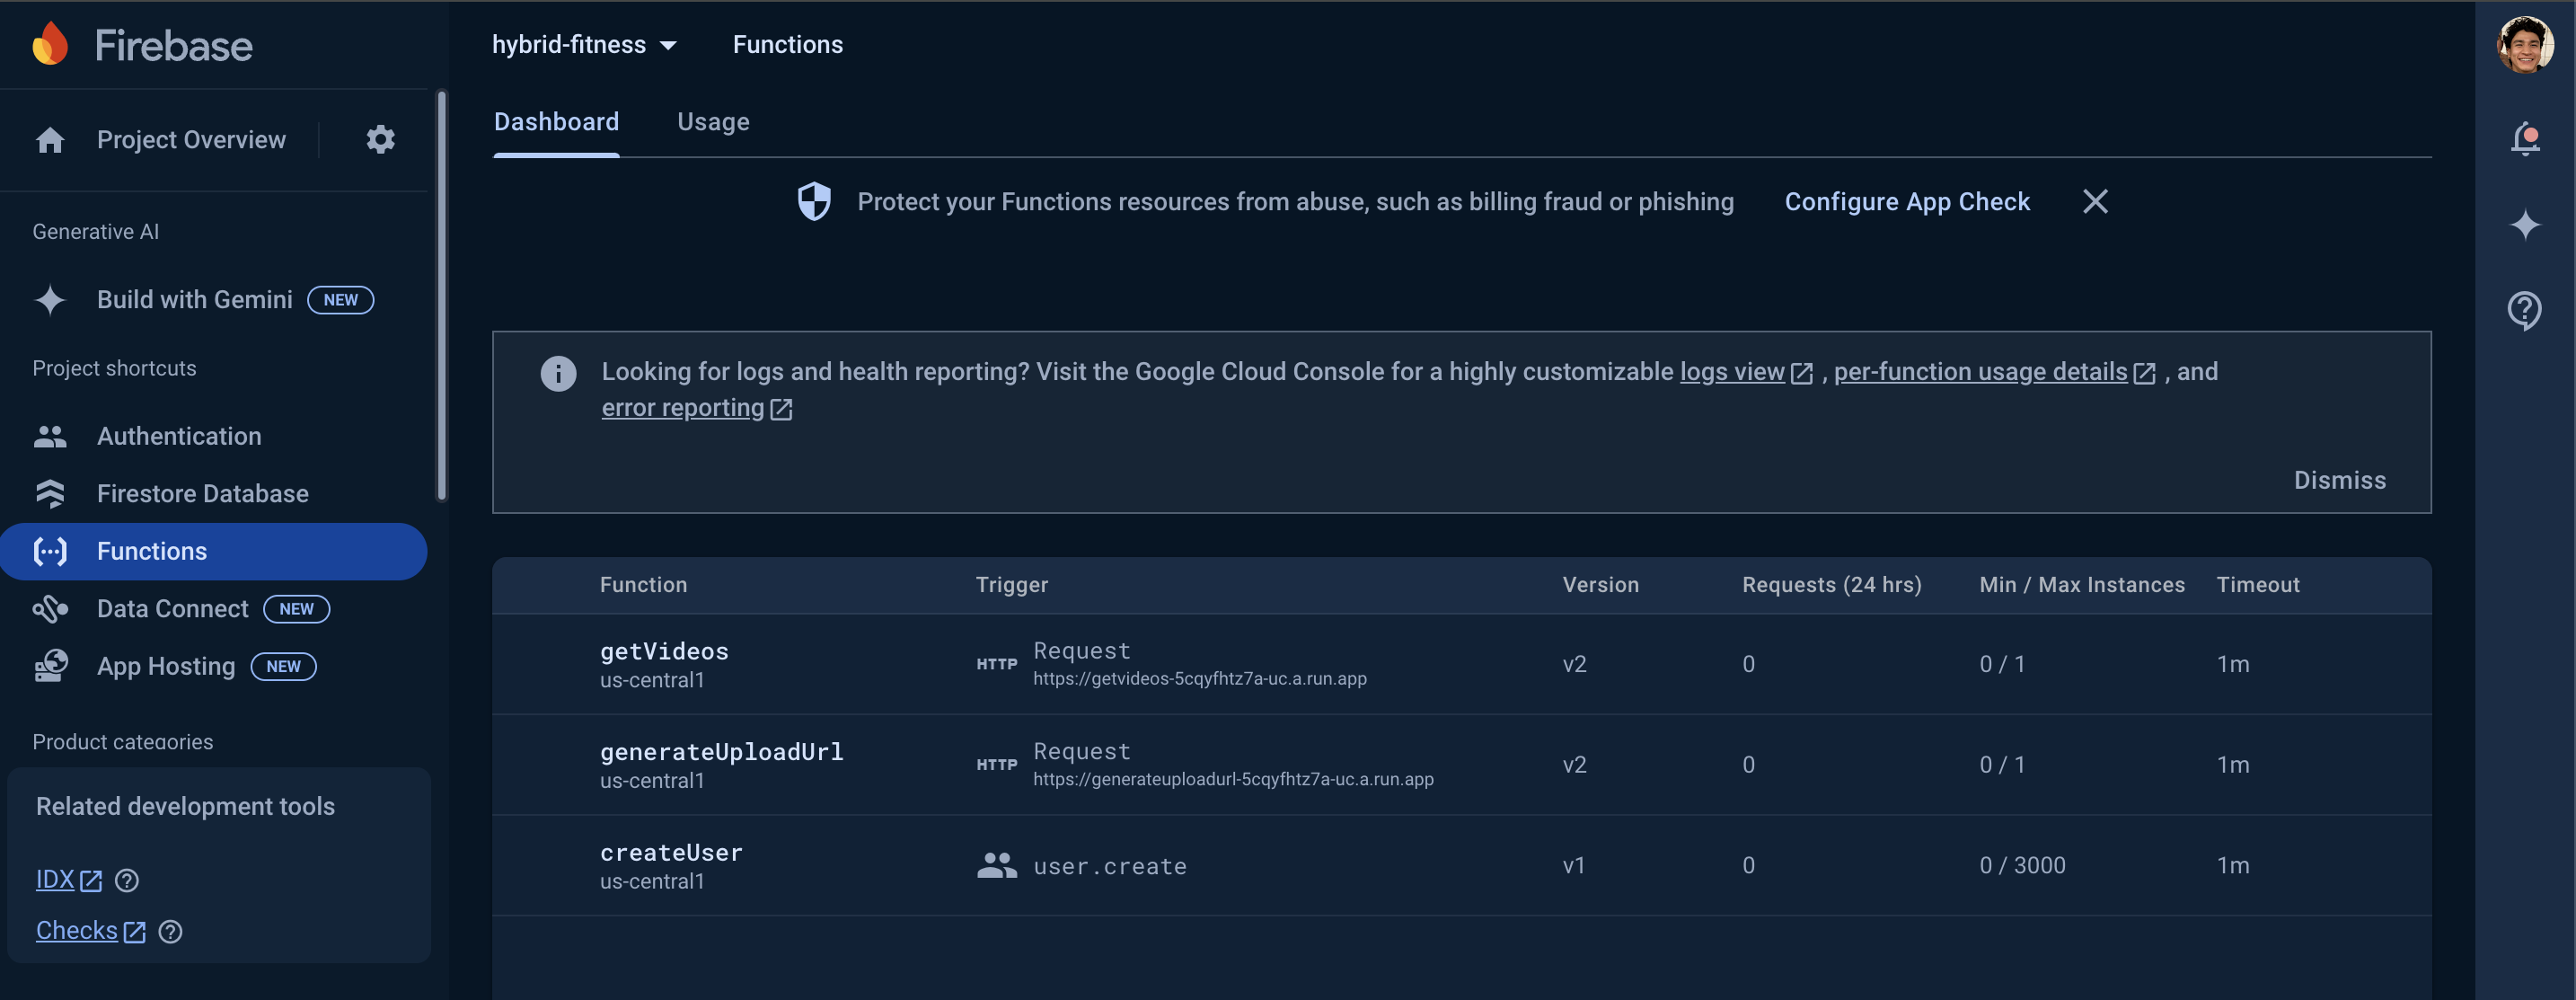 Firebase
hybrid-fitness Functions
Project Overview
Dashboard Usage
Protect your Functions resources from abuse, such as billing fraud or phishing Configure App Check
Generative AI
Build with Gemini NEW
Project shortcuts
Authentication
Firestore Database
Functions
Data Connect NEW
App Hosting NEW
Product categories
Related development tools
IDX
Checks
Looking for logs and health reporting? Visit the Google Cloud Console for a highly customizable logs view , per-function usage details , and
error reporting
Dismiss
Function Trigger Version Requests (24 hrs) Min / Max Instances Timeout
getVideos
us-central1
HTTP
Request
https://getvideos-5cqyfhtz7a-uc.a.run.app
v2 0 0 / 1 1m
generateUploadUrl
us-central1
HTTP
Request
https://generateuploadurl-5cqyfhtz7a-uc.a.run.app
v2 0 0 / 1 1m
createUser
us-central1
user.create
v1 0 0 / 3000 1m